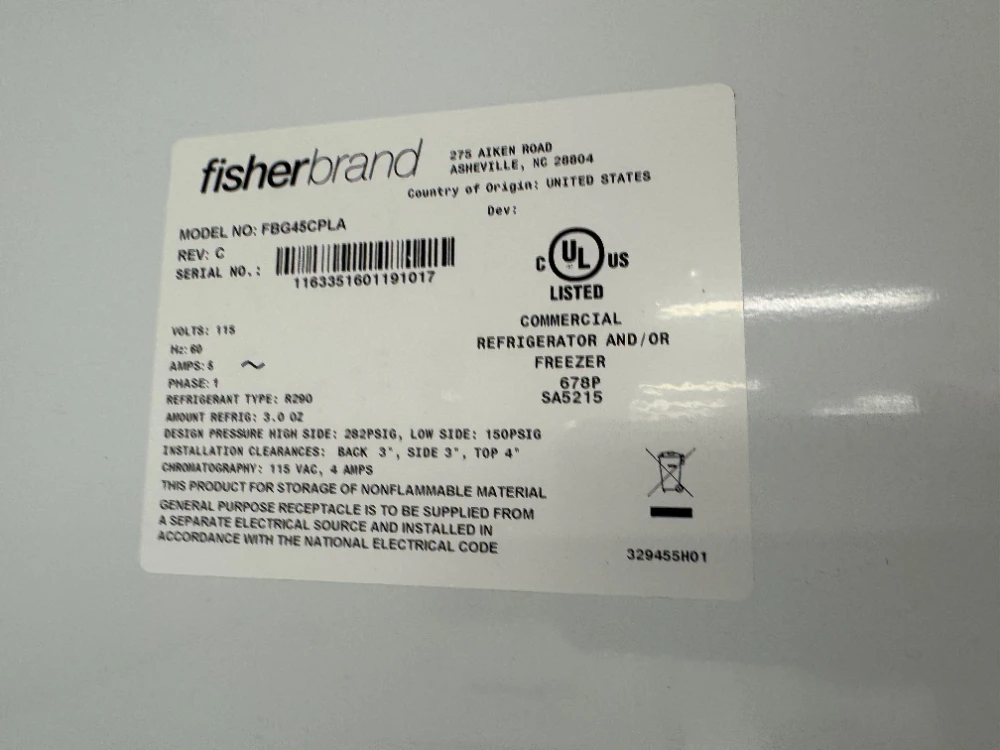 fisherbrand
275 AIKEN ROAD
ASHEVILLE, NC 28804
Country of Origin: UNITED STATES
Dev:
MODEL NO: FBG45CPLA
REV: C
SERIAL NO.:
1163351601191017
C UL US
LISTED
COMMERCIAL
REFRIGERATOR AND/OR
FREEZER
678P
SA5215
VOLTS: 115
Hz: 60
AMPS: 5 ~
PHASE: 1
REFRIGERANT TYPE: R290
AMOUNT REFRIG: 3.0 OZ
DESIGN PRESSURE HIGH SIDE: 282PSIG, LOW SIDE: 150PSIG
INSTALLATION CLEARANCES: BACK 3", SIDE 3", TOP 4"
CHROMATOGRAPHY: 115 VAC, 4 AMPS
THIS PRODUCT FOR STORAGE OF NONFLAMMABLE MATERIAL
GENERAL PURPOSE RECEPTACLE IS TO BE SUPPLIED FROM
A SEPARATE ELECTRICAL SOURCE AND INSTALLED IN
ACCORDANCE WITH THE NATIONAL ELECTRICAL CODE
329455H01